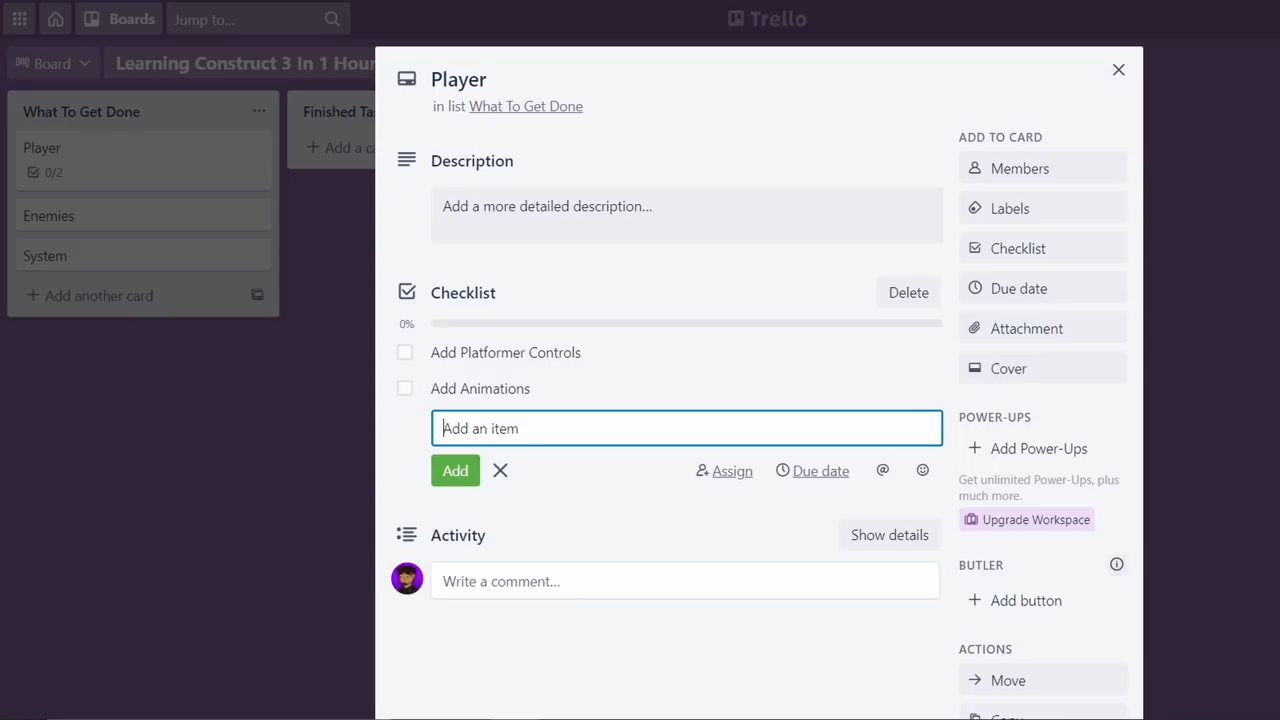 Boards
Jump to...
Trello
Board
Learning Construct 3 In 1 Hour
What To Get Done
Player
0/2
Enemies
System
+ Add another card
Finished Ta
+ Add a ca
Player
in list What To Get Done
Description
Add a more detailed description...
Checklist
Delete
0%
Add Platformer Controls
Add Animations
Add an item
Add
Assign
Due date
@
Activity
Show details
Write a comment...
ADD TO CARD
Members
Labels
Checklist
Due date
Attachment
Cover
POWER-UPS
+ Add Power-Ups
Get unlimited Power-Ups, plus
much more.
Upgrade Workspace
BUTLER
+ Add button
ACTIONS
→ Move